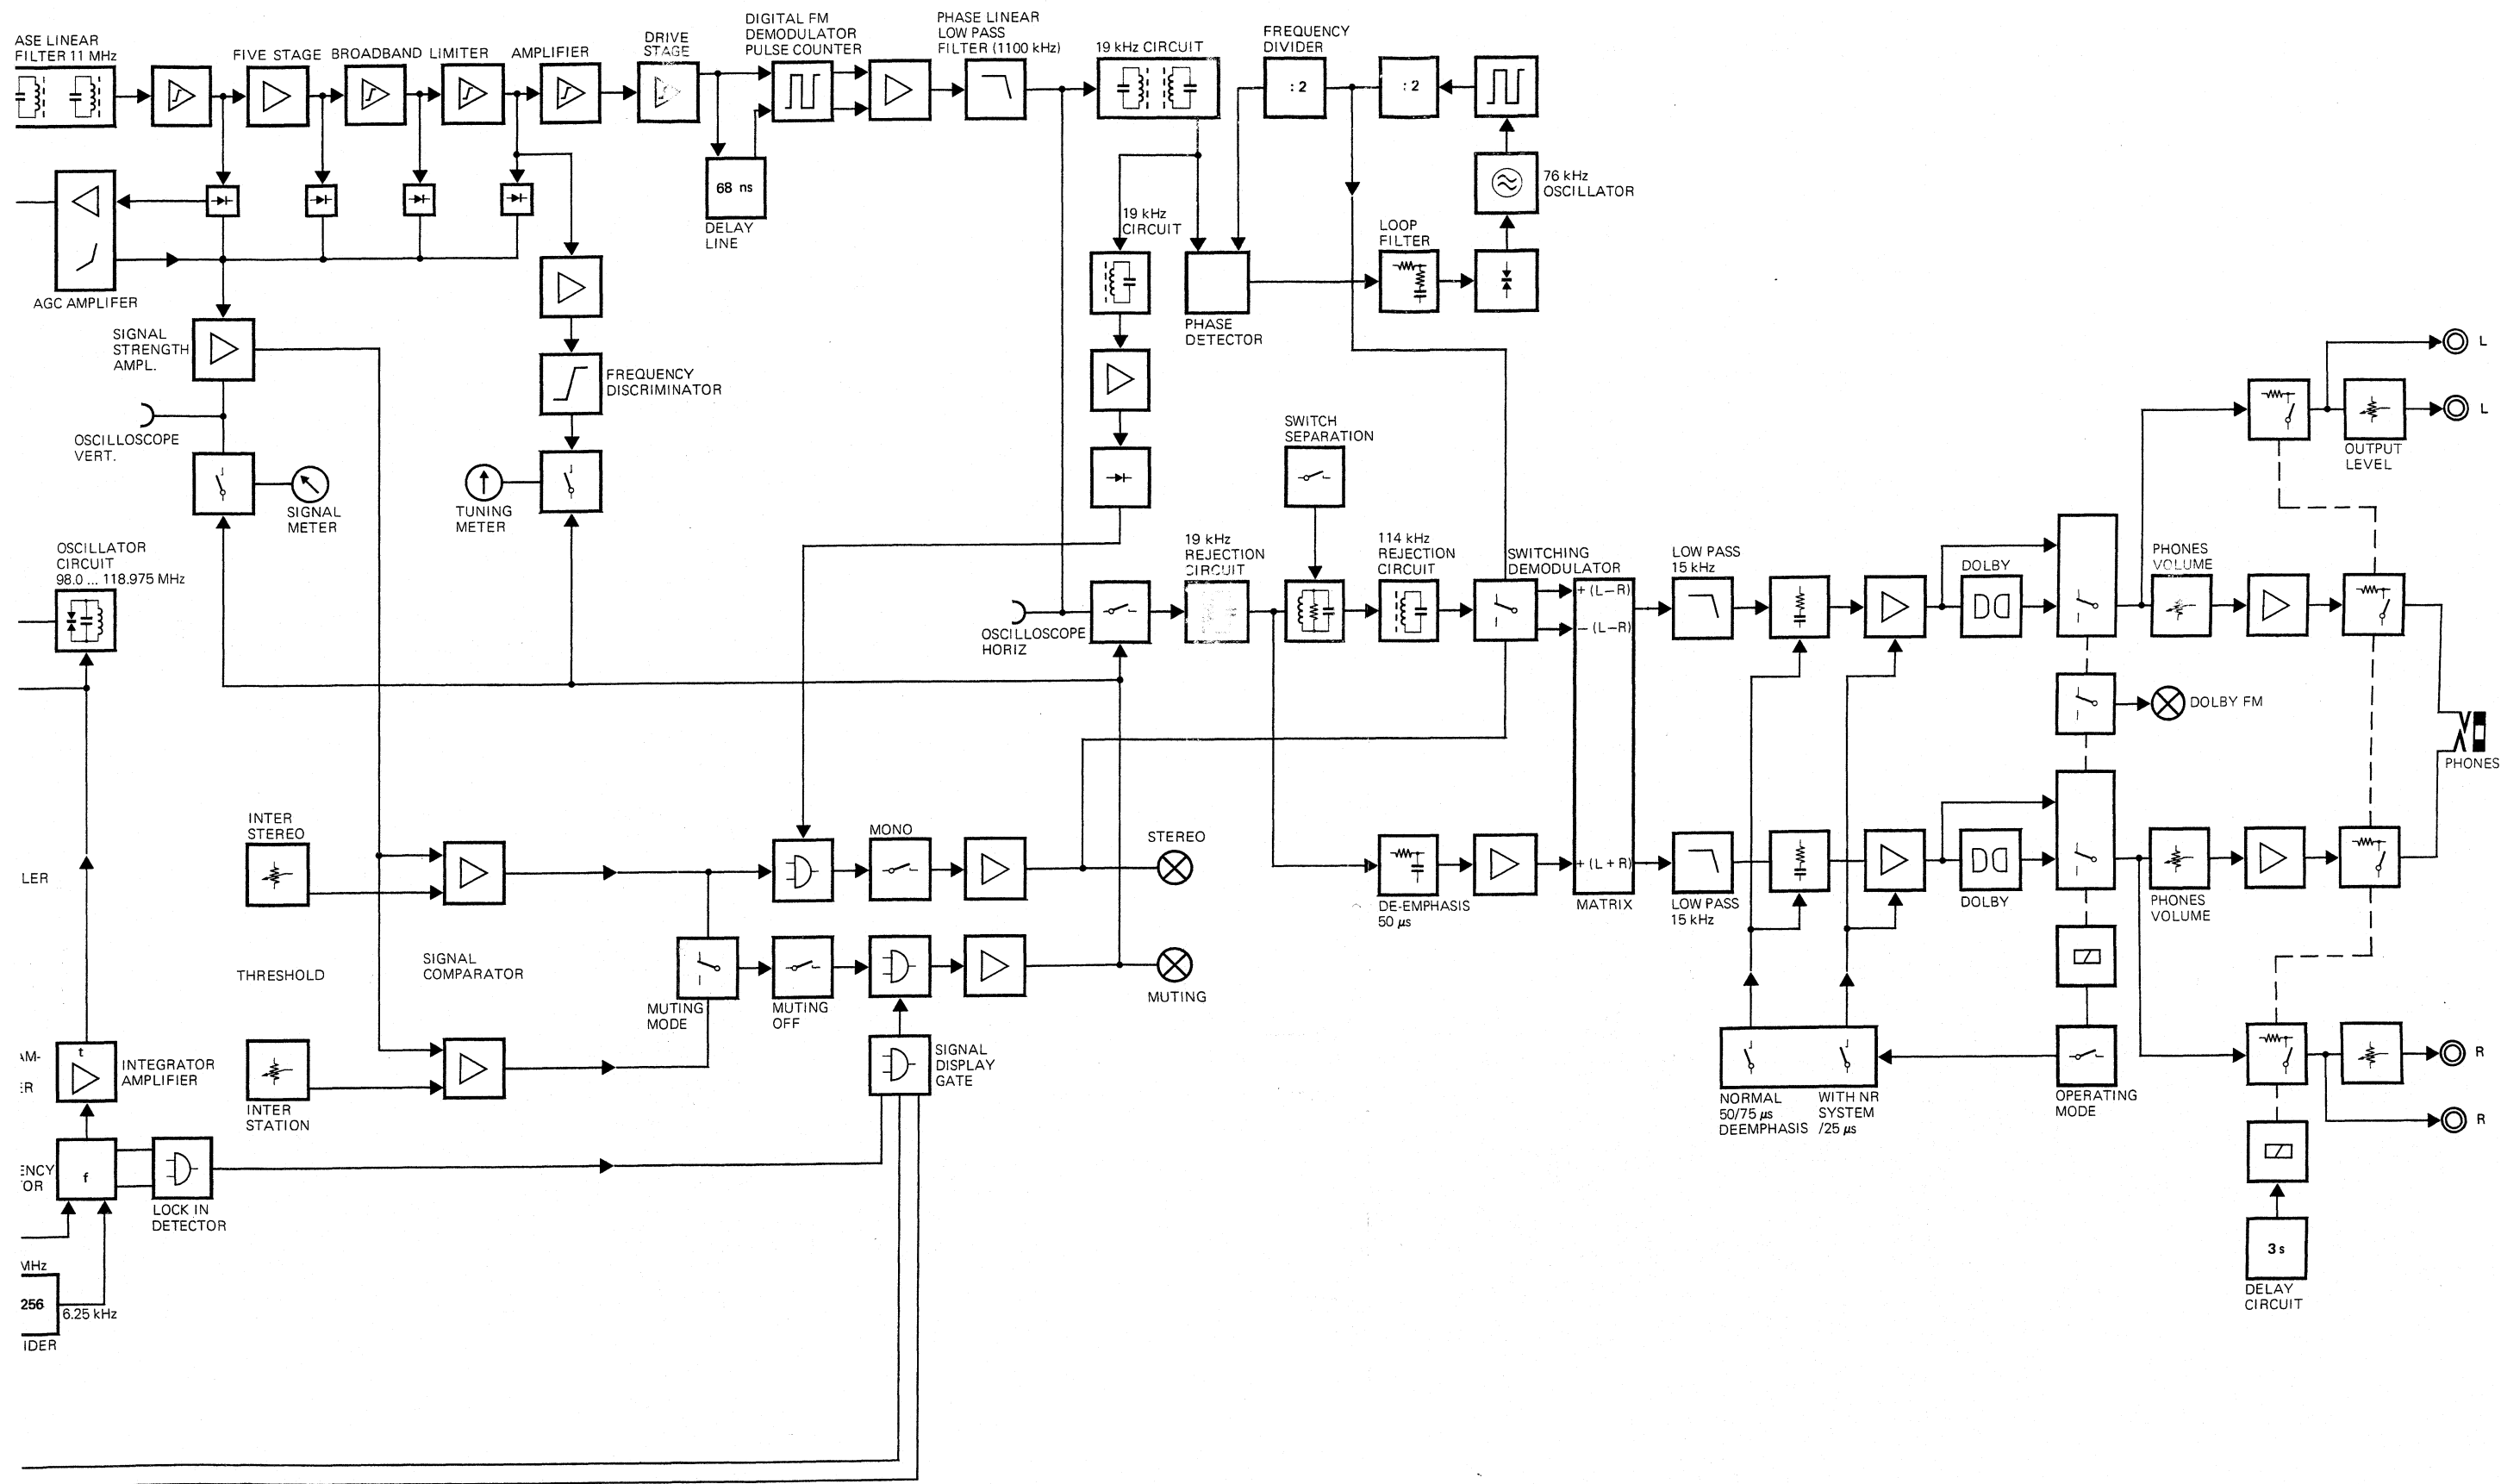 ASE LINEAR
FILTER 11 MHz
FIVE STAGE BROADBAND LIMITER AMPLIFIER
DRIVE
STAGE
DIGITAL FM
DEMODULATOR
PULSE COUNTER
PHASE LINEAR
LOW PASS
FILTER (1100 kHz)
19 kHz CIRCUIT
FREQUENCY
DIVIDER
: 2
: 2
68 ns
DELAY
LINE
76 kHz
OSCILLATOR
19 kHz
CIRCUIT
LOOP
FILTER
AGC AMPLIFER
PHASE
DETECTOR
SIGNAL
STRENGTH
AMPL.
FREQUENCY
DISCRIMINATOR
L
L
OUTPUT
LEVEL
OSCILLOSCOPE
VERT.
SWITCH
SEPARATION
SIGNAL
METER
TUNING
METER
OSCILLATOR
CIRCUIT
98.0 ... 118.975 MHz
19 kHz
REJECTION
CIRCUIT
114 kHz
REJECTION
CIRCUIT
SWITCHING
DEMODULATOR
LOW PASS
15 kHz
DOLBY
PHONES
VOLUME
+ (L–R)
– (L–R)
OSCILLOSCOPE
HORIZ
DOLBY FM
PHONES
INTER
STEREO
MONO
STEREO
LER
+ (L + R)
DE-EMPHASIS
50 µs
MATRIX
LOW PASS
15 kHz
DOLBY
PHONES
VOLUME
THRESHOLD
SIGNAL
COMPARATOR
MUTING
MODE
MUTING
OFF
MUTING
AM-
ER
t
INTEGRATOR
AMPLIFIER
SIGNAL
DISPLAY
GATE
R
R
INTER
STATION
NORMAL
50/75 µs
DEEMPHASIS
WITH NR
SYSTEM
/25 µs
OPERATING
MODE
ENCY
TOR
f
LOCK IN
DETECTOR
MHz
256
6.25 kHz
IDER
3 s
DELAY
CIRCUIT